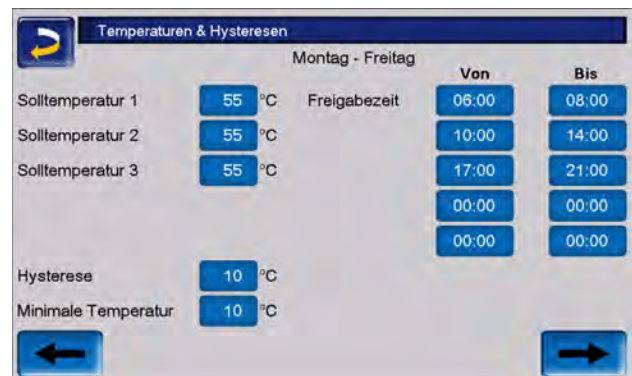 Temperaturen & Hysteresen
Montag - Freitag
Von Bis
Solltemperatur 1 55 °C Freigabezeit 06:00 08:00
Solltemperatur 2 55 °C 10:00 14:00
Solltemperatur 3 55 °C 17:00 21:00
00:00 00:00
00:00 00:00
Hysterese 10 °C
Minimale Temperatur 10 °C